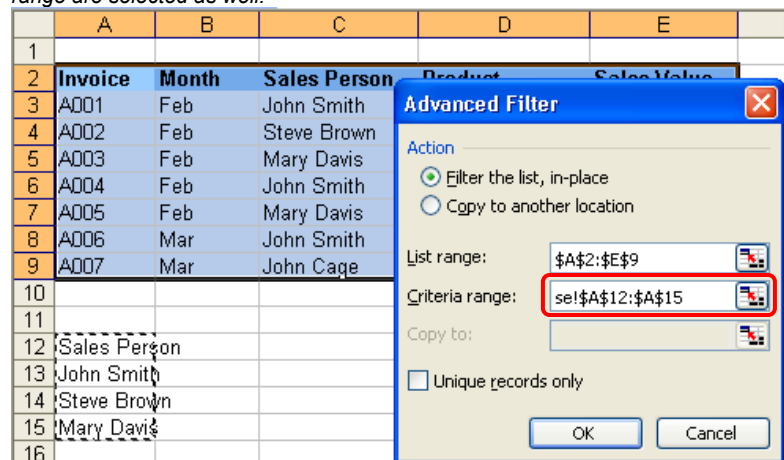 range are selected as well.
A B C D E
1
2 Invoice Month Sales Person Product Sales Value
3 A001 Feb John Smith
4 A002 Feb Steve Brown
5 A003 Feb Mary Davis
6 A004 Feb John Smith
7 A005 Feb Mary Davis
8 A006 Mar John Smith
9 A007 Mar John Cage
10
11
12 Sales Person
13 John Smith
14 Steve Brown
15 Mary Davis
16
Advanced Filter
Action
Filter the list, in-place
Copy to another location
List range: $A$2:$E$9
Criteria range: se!$A$12:$A$15
Copy to:
Unique records only
OK Cancel